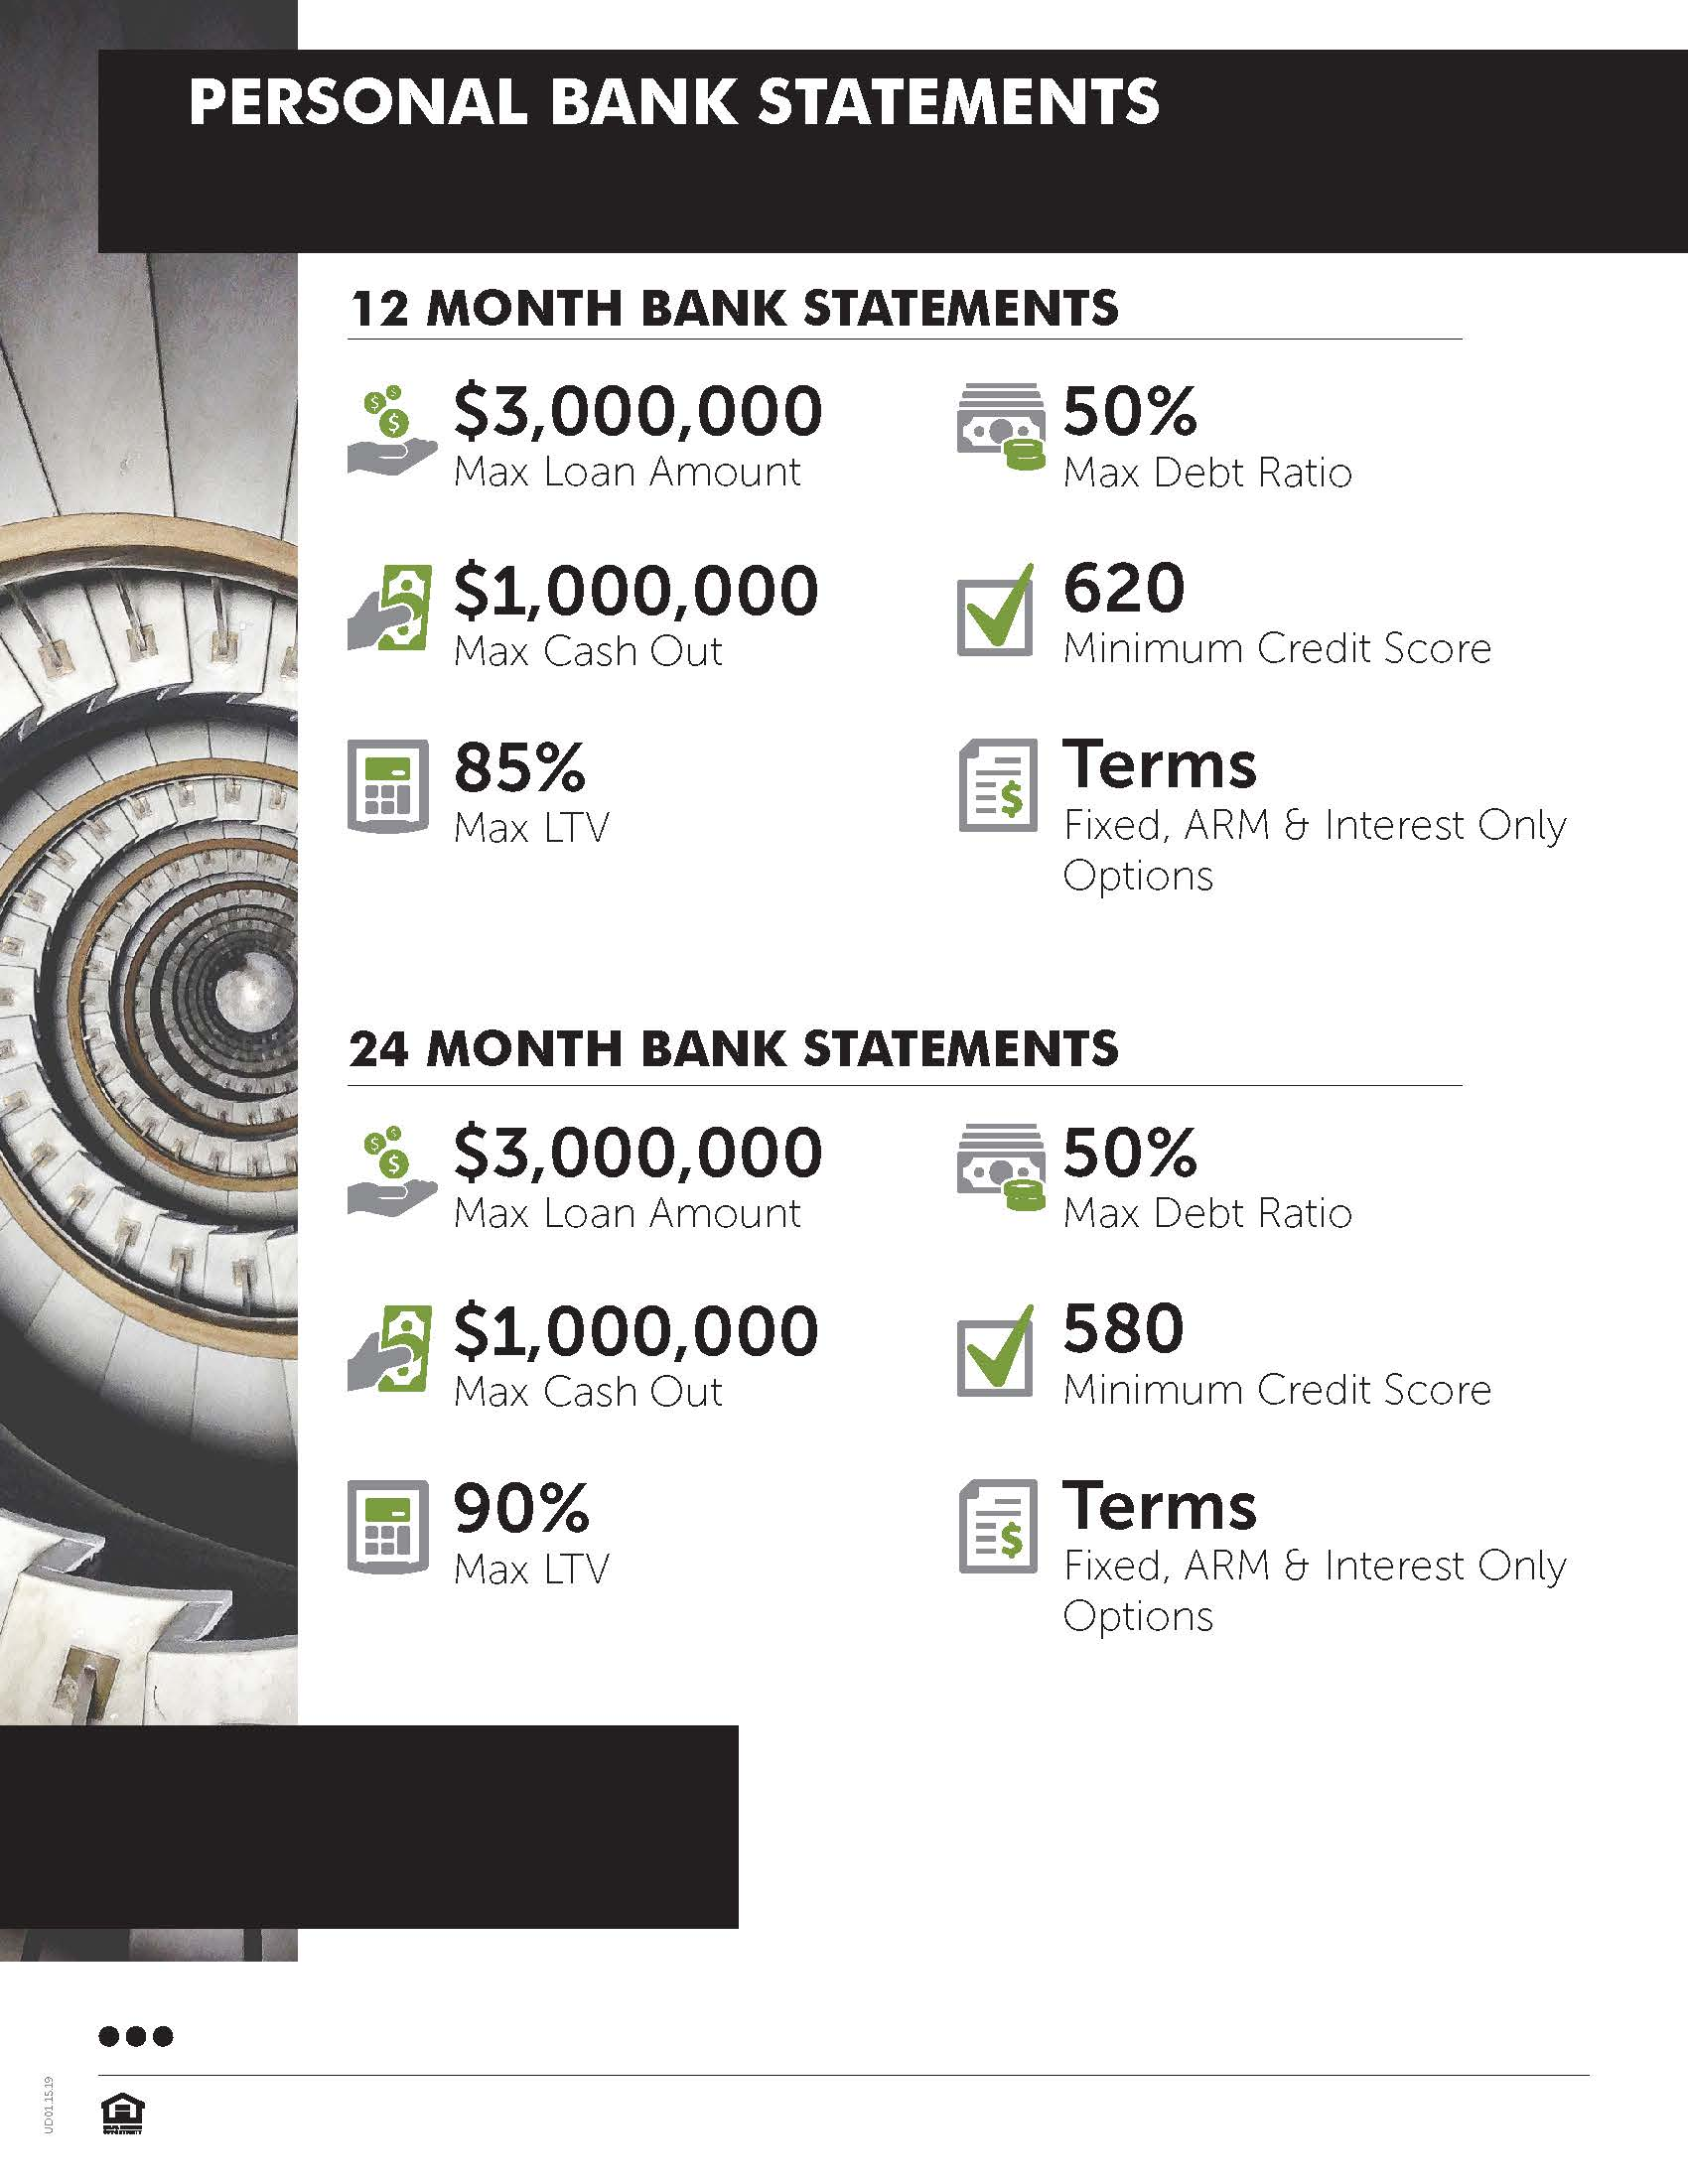 PERSONAL BANK STATEMENTS
12 MONTH BANK STATEMENTS
$3,000,000
Max Loan Amount
50%
Max Debt Ratio
$1,000,000
Max Cash Out
620
Minimum Credit Score
85%
Max LTV
Terms
Fixed, ARM & Interest Only
Options
24 MONTH BANK STATEMENTS
$3,000,000
Max Loan Amount
50%
Max Debt Ratio
$1,000,000
Max Cash Out
580
Minimum Credit Score
90%
Max LTV
Terms
Fixed, ARM & Interest Only
Options
UD01.15.19